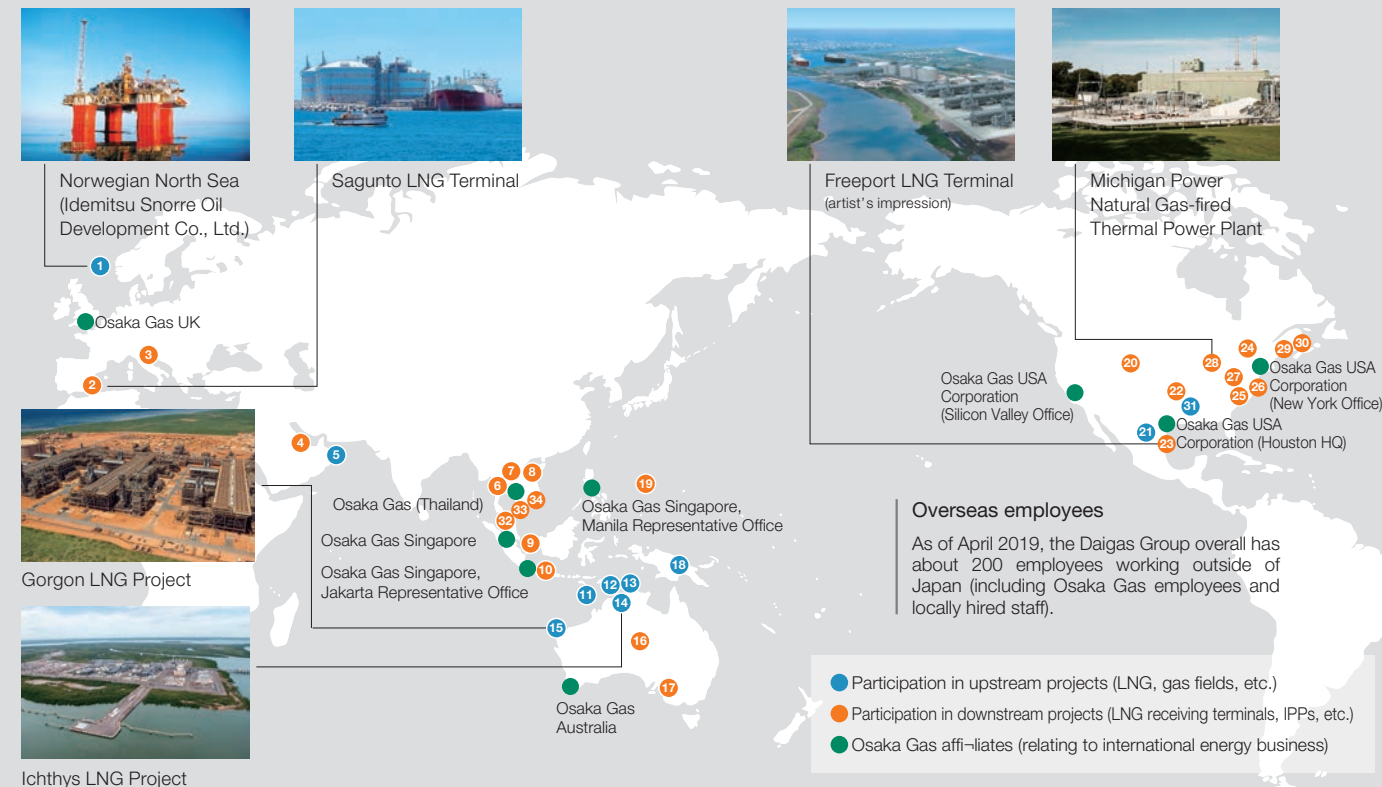 Norwegian North Sea
(Idemitsu Snorre Oil
Development Co., Ltd.)
Sagunto LNG Terminal
Freeport LNG Terminal
(artist's impression)
Michigan Power
Natural Gas-fired
Thermal Power Plant
1
Osaka Gas UK
3
2
20
28
24
29
30
27
22
26
25
31
21
23
Osaka Gas USA
Corporation
(Silicon Valley Office)
Osaka Gas USA
Corporation
(New York Office)
Osaka Gas USA
Corporation (Houston HQ)
4
5
7
8
6
34
33
32
19
Osaka Gas (Thailand)
Osaka Gas Singapore,
Manila Representative Office
Osaka Gas Singapore
9
Osaka Gas Singapore,
Jakarta Representative Office
10
18
11
12
13
14
15
16
17
Osaka Gas
Australia
Gorgon LNG Project
Ichthys LNG Project
Overseas employees
As of April 2019, the Daigas Group overall has
about 200 employees working outside of
Japan (including Osaka Gas employees and
locally hired staff).
Participation in upstream projects (LNG, gas fields, etc.)
Participation in downstream projects (LNG receiving terminals, IPPs, etc.)
Osaka Gas affi¬liates (relating to international energy business)